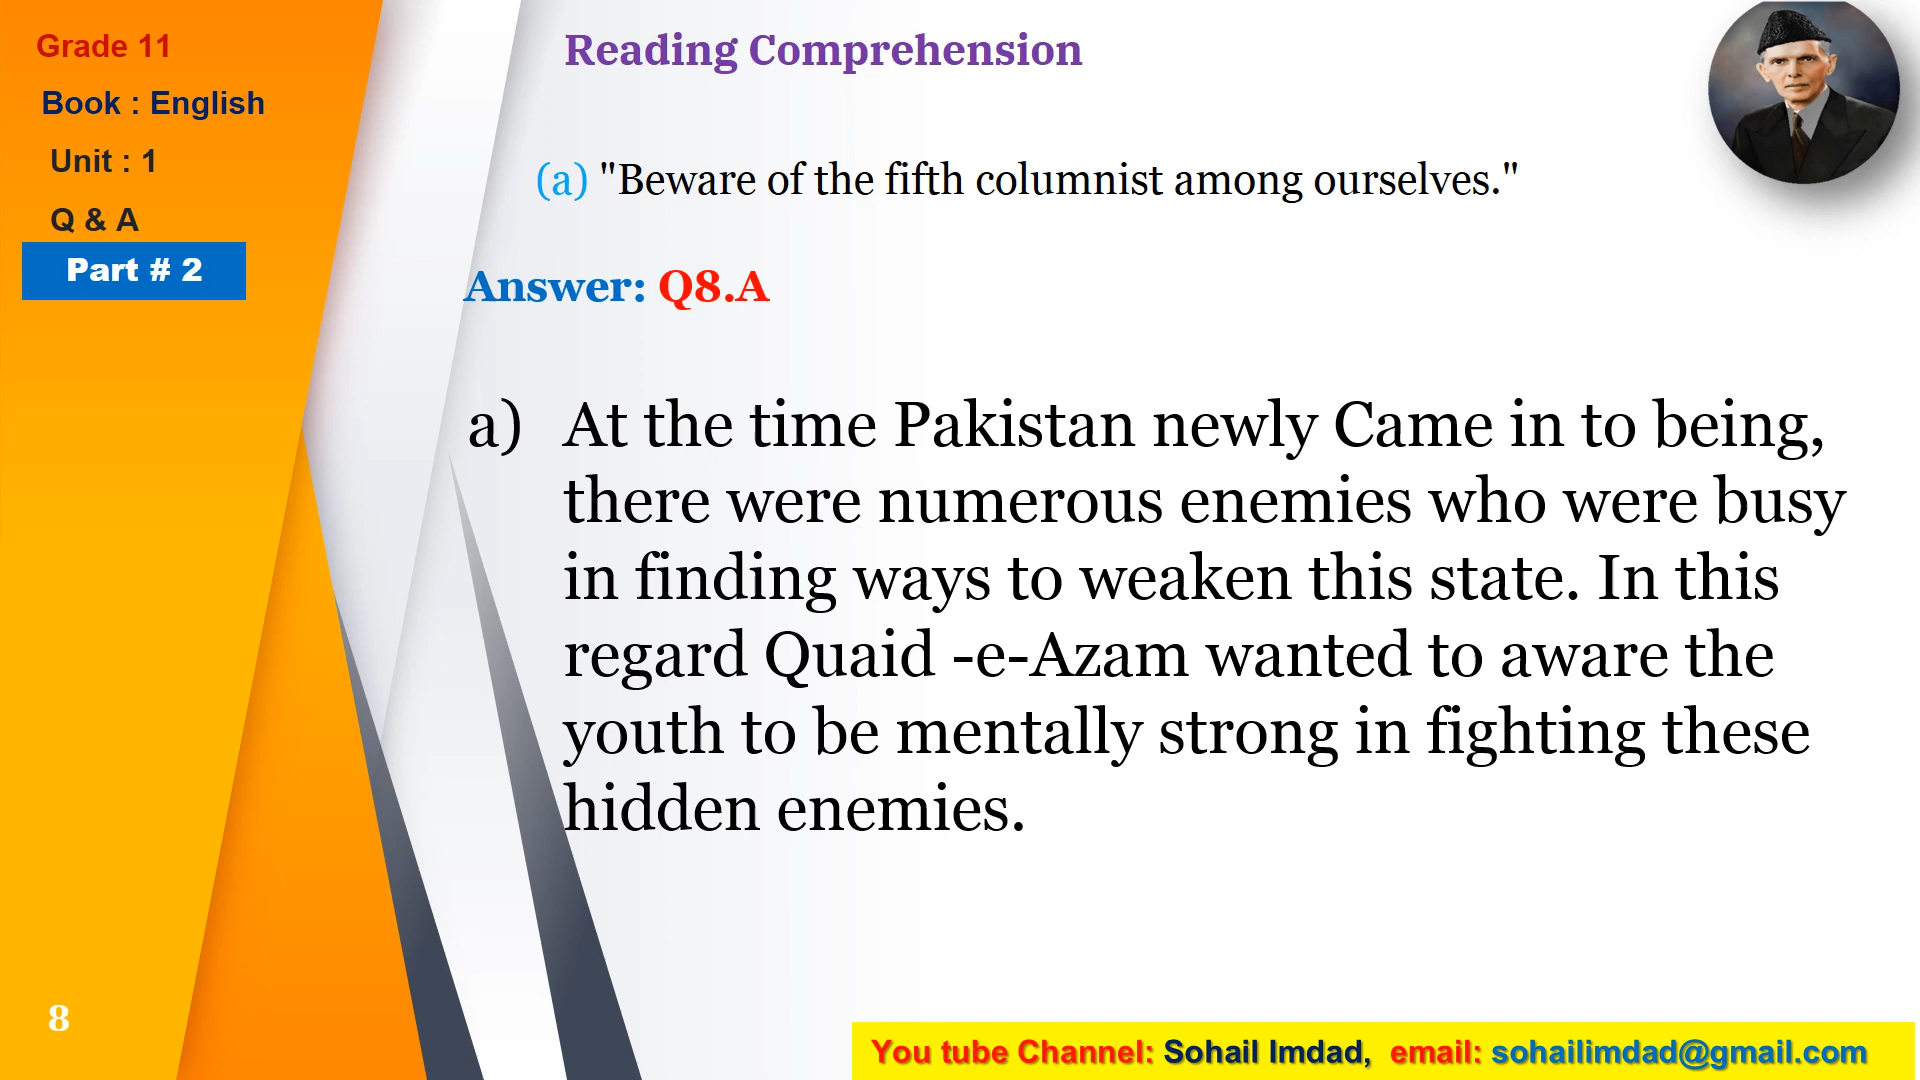 Grade 11
Book : English
Unit : 1
Q & A
Part # 2
Reading Comprehension
(a) "Beware of the fifth columnist among ourselves."
Answer: Q8.A
a) At the time Pakistan newly Came in to being,
there were numerous enemies who were busy
in finding ways to weaken this state. In this
regard Quaid -e-Azam wanted to aware the
youth to be mentally strong in fighting these
hidden enemies.
8
You tube Channel: Sohail Imdad, email: sohailimdad@gmail.com